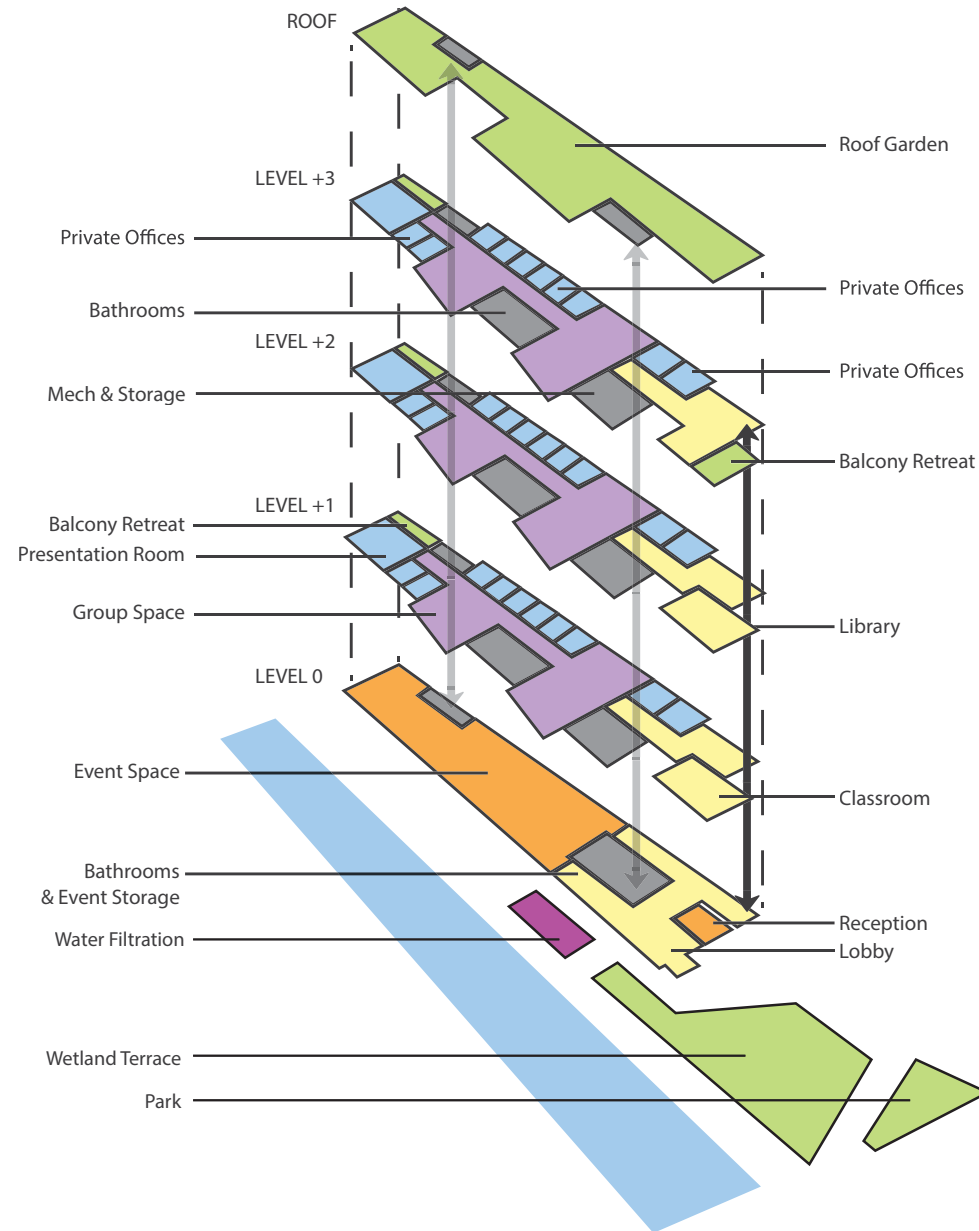 ROOF
Roof Garden
LEVEL +3
Private Offices
Private Offices
Bathrooms
LEVEL +2
Private Offices
Mech & Storage
Balcony Retreat
LEVEL +1
Balcony Retreat
Presentation Room
Group Space
Library
LEVEL 0
Event Space
Classroom
Bathrooms
& Event Storage
Reception
Water Filtration
Lobby
Wetland Terrace
Park